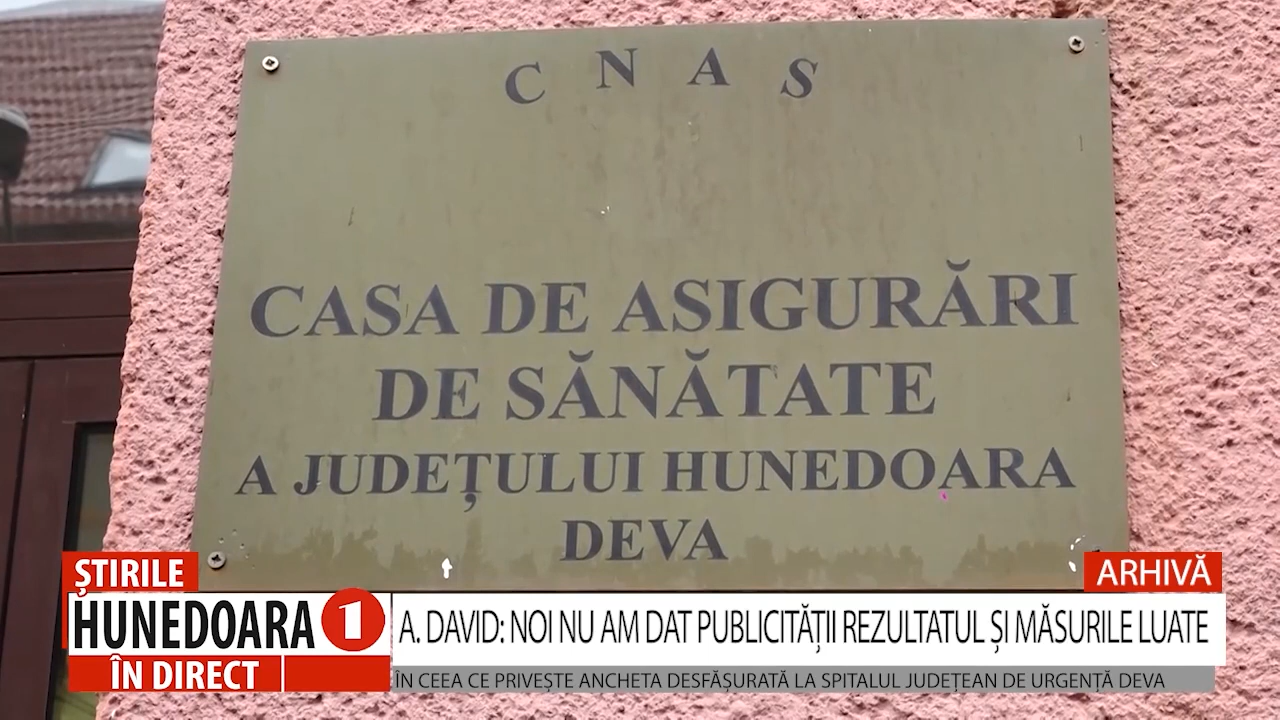 C N A S
CASA DE ASIGURĂRI
DE SĂNĂTATE
A JUDEȚULUI HUNEDOARA
DEVA
ȘTIRILE
HUNEDOARA 1
ÎN DIRECT
ARHIVĂ
A. DAVID: NOI NU AM DAT PUBLICITĂȚII REZULTATUL ȘI MĂSURILE LUATE
ÎN CEEA CE PRIVEȘTE ANCHETA DESFĂȘURATĂ LA SPITALUL JUDEȚEAN DE URGENȚĂ DEVA